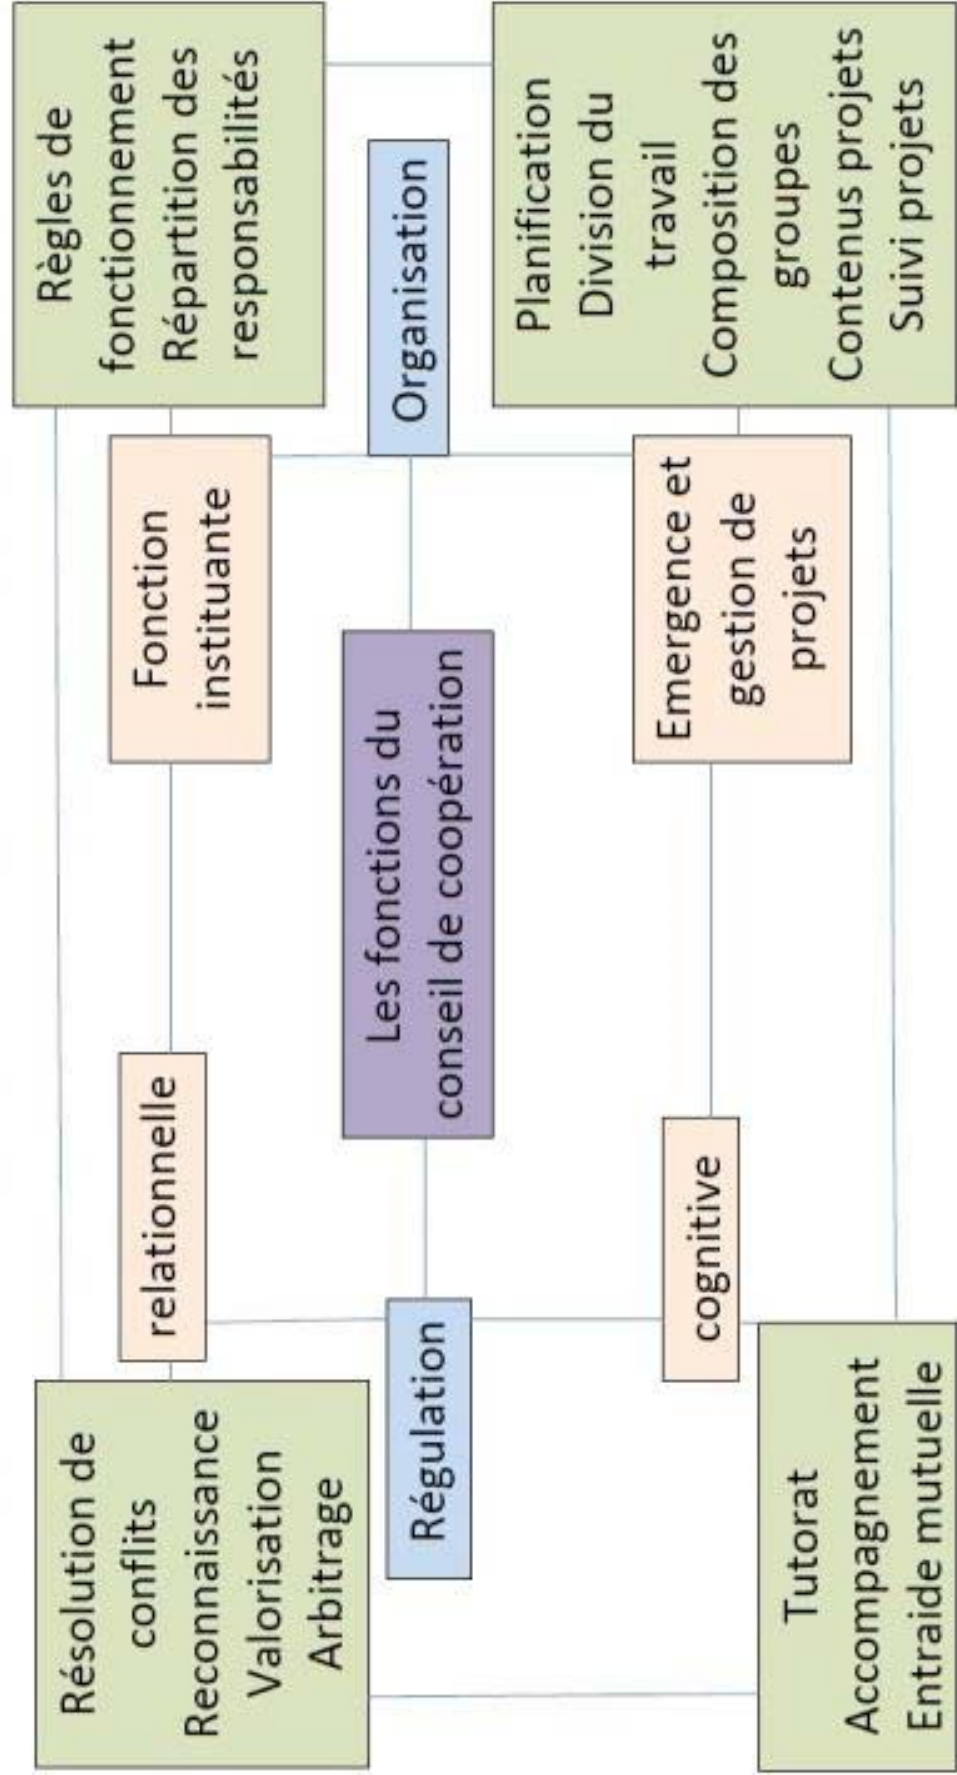 Résolution de
conflits
Reconnaissance
Valorisation
Arbitrage
relationnelle
Fonction
instituante
Règles de
fonctionnement
Répartition des
responsabilités
Régulation
Les fonctions du
conseil de coopération
Organisation
cognitive
Emergence et
gestion de
projets
Tutorat
Accompagnement
Entraide mutuelle
Planification
Division du
travail
Composition des
groupes
Contenus projets
Suivi projets